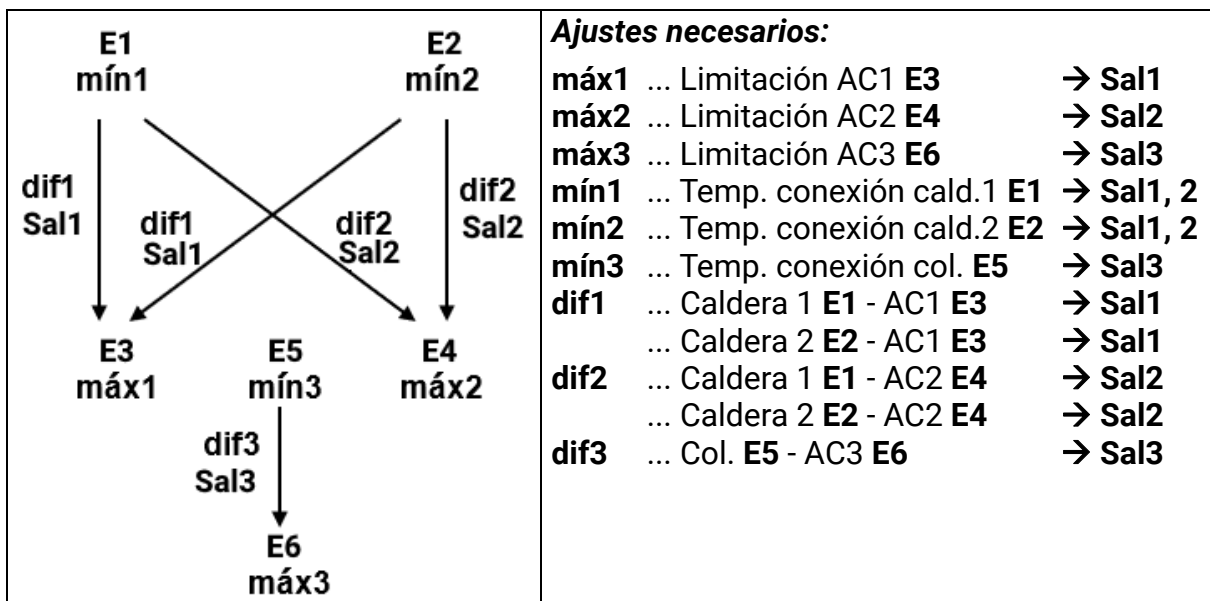 E1
mín1
E2
mín2
dif1
Sal1
dif1
Sal1
dif2
Sal2
dif2
Sal2
E3
máx1
E5
mín3
E4
máx2
dif3
Sal3
E6
máx3
Ajustes necesarios:
máx1 ... Limitación AC1 E3 → Sal1
máx2 ... Limitación AC2 E4 → Sal2
máx3 ... Limitación AC3 E6 → Sal3
mín1 ... Temp. conexión cald.1 E1 → Sal1, 2
mín2 ... Temp. conexión cald.2 E2 → Sal1, 2
mín3 ... Temp. conexión col. E5 → Sal3
dif1 ... Caldera 1 E1 - AC1 E3 → Sal1
... Caldera 2 E2 - AC1 E3 → Sal1
dif2 ... Caldera 1 E1 - AC2 E4 → Sal2
... Caldera 2 E2 - AC2 E4 → Sal2
dif3 ... Col. E5 - AC3 E6 → Sal3